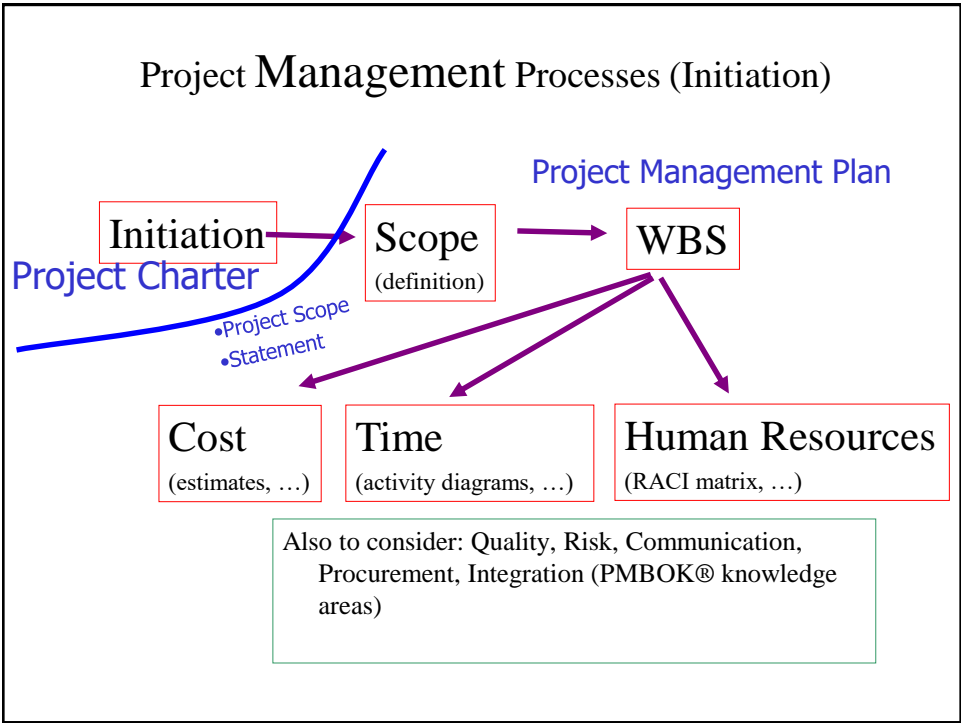 Project Management Processes (Initiation)
Project Management Plan
Initiation
Project Charter
Scope
(definition)
WBS
•Project Scope
•Statement
Cost
(estimates, …)
Time
(activity diagrams, …)
Human Resources
(RACI matrix, …)
Also to consider: Quality, Risk, Communication,
Procurement, Integration (PMBOK® knowledge
areas)